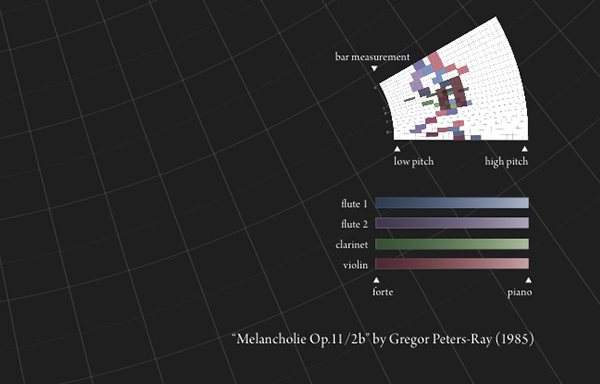 bar measurement
low pitch
high pitch
flute 1
flute 2
clarinet
violin
forte
piano
“Melancholie Op.11/2b” by Gregor Peters-Ray (1985)